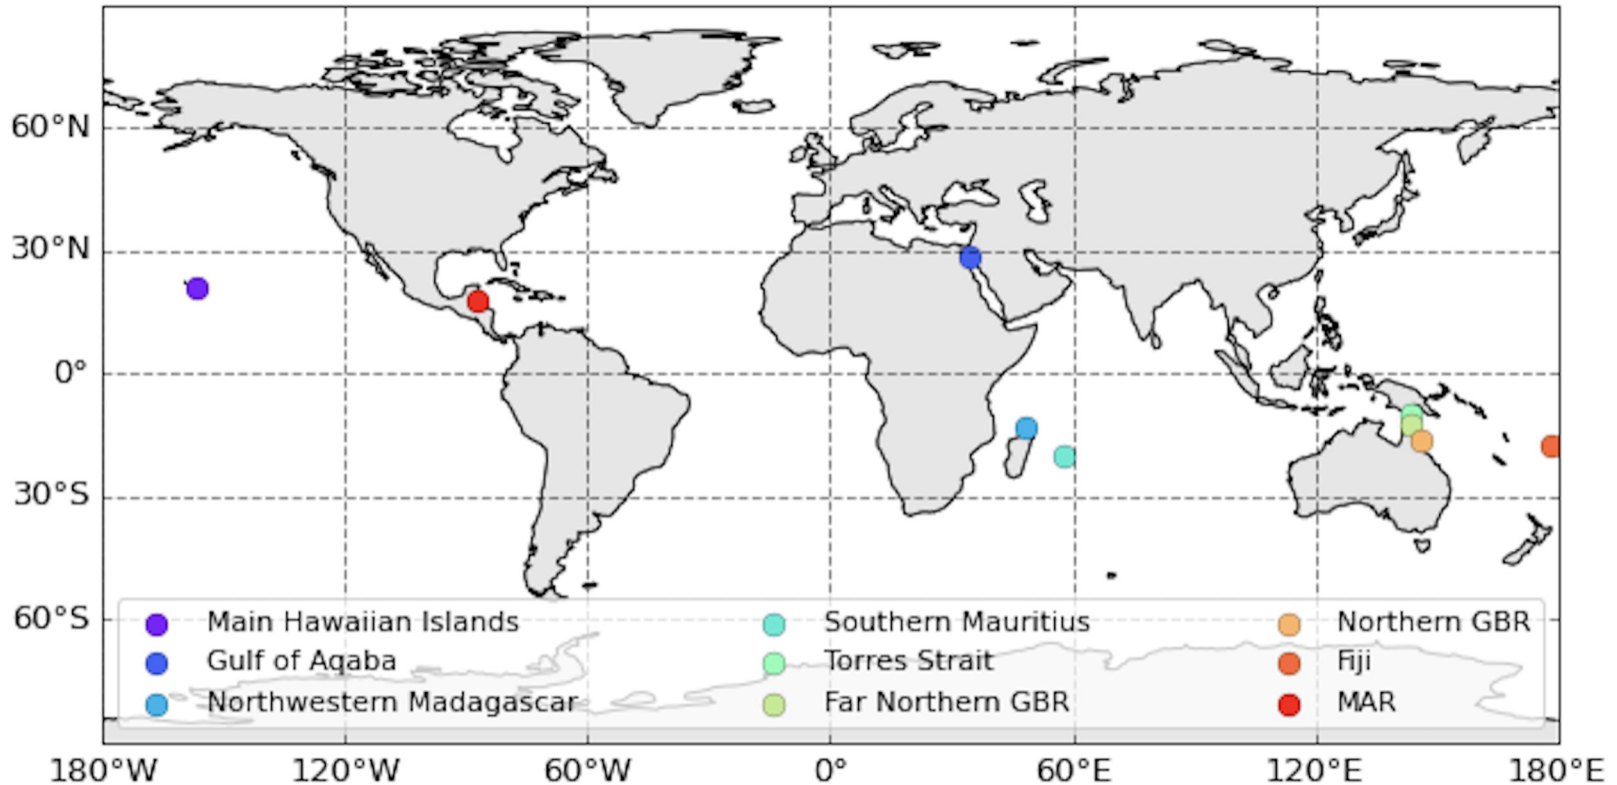 60°N
30°N
0°
30°S
60°S
Main Hawaiian Islands
Gulf of Aqaba
Northwestern Madagascar
Southern Mauritius
Torres Strait
Far Northern GBR
Northern GBR
Fiji
MAR
180°W 120°W 60°W 0° 60°E 120°E 180°E